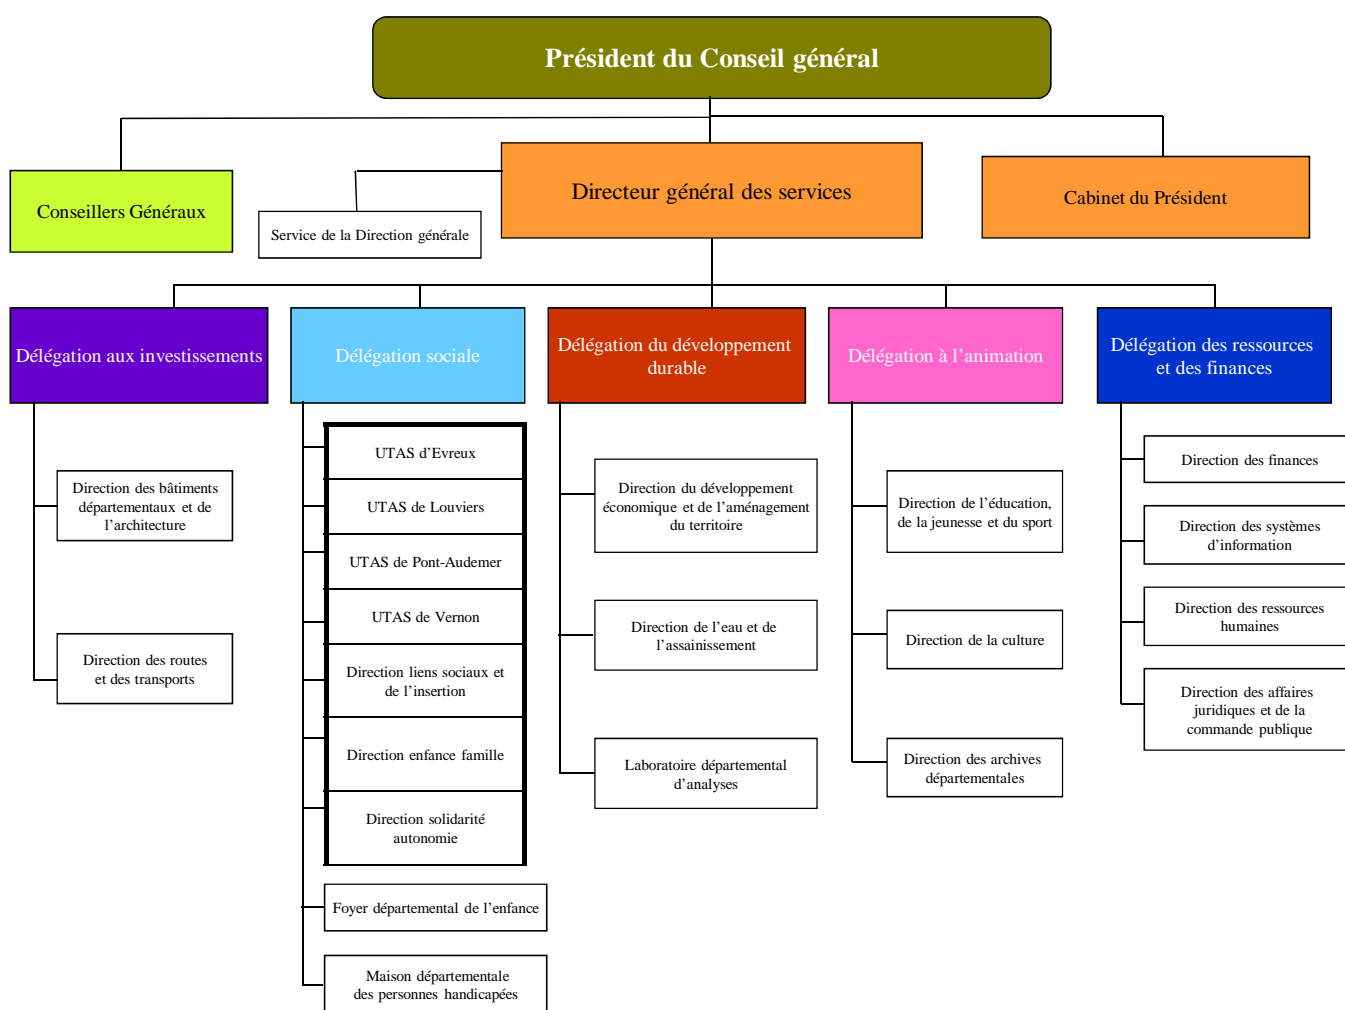 Président du Conseil général
Conseillers Généraux
Service de la Direction générale
Directeur général des services
Cabinet du Président
Délégation aux investissements
Délégation sociale
Délégation du développement
durable
Délégation à l’animation
Délégation des ressources
et des finances
Direction des bâtiments
départementaux et de
l’architecture
Direction des routes
et des transports
UTAS d’Evreux
UTAS de Louviers
UTAS de Pont-Audemer
UTAS de Vernon
Direction liens sociaux et
de l’insertion
Direction enfance famille
Direction solidarité
autonomie
Foyer départemental de l’enfance
Maison départementale
des personnes handicapées
Direction du développement
économique et de l’aménagement
du territoire
Direction de l’eau et de
l’assainissement
Laboratoire départemental
d’analyses
Direction de l’éducation,
de la jeunesse et du sport
Direction de la culture
Direction des archives
départementales
Direction des finances
Direction des systèmes
d’information
Direction des ressources
humaines
Direction des affaires
juridiques et de la
commande publique